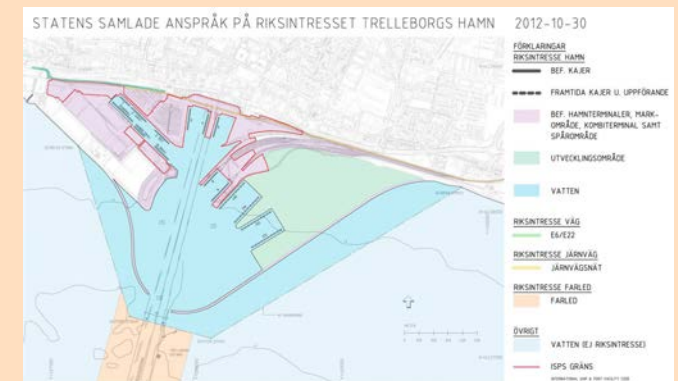 STATENS SAMLADE ANSPRÅK PÅ RIKSINTRESSET TRELLEBORGS HAMN 2012-10-30
FÖRKLARINGAR
RIKSINTRESSE HAMN
BEF. KAJER
FRAMTIDA KAJER U. UPPFÖRANDE
BEF. HAMNTERMINALER, MARK-
OMRÅDE, KOMBITERMINAL SAMT
SPÅROMRÅDE
UTVECKLINGSOMRÅDE
VATTEN
RIKSINTRESSE VÄG
E6/E22
RIKSINTRESSE JÄRNVÄG
JÄRNVÄGSNÄT
RIKSINTRESSE FARLED
FARLED
ÖVRIGT
VATTEN (EJ RIKSINTRESSE)
ISPS GRÄNS